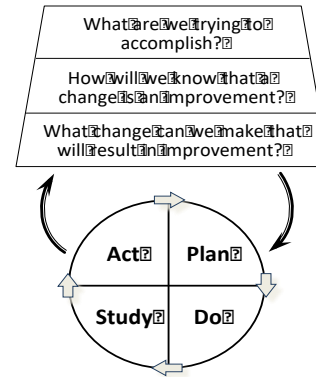 What are we trying to
accomplish?
How will we know that a
change is an improvement?
What change can we make that
will result in improvement?
Act
Plan
Study
Do